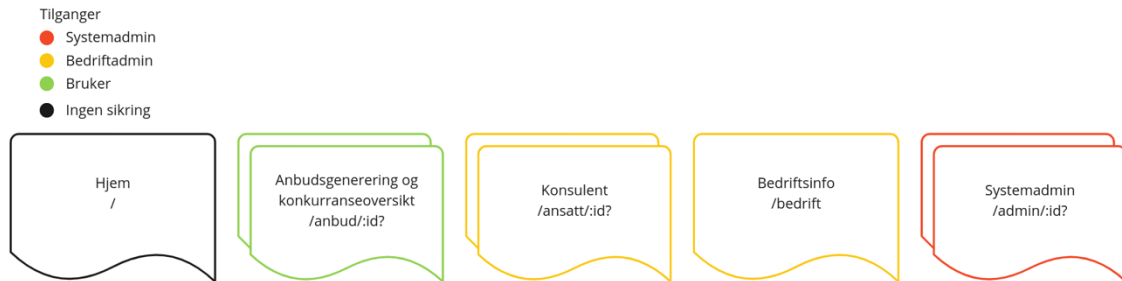 Tilganger
Systemadmin
Bedriftadmin
Bruker
Ingen sikring
Hjem
/
Anbudsgenerering og
konkurranseoversikt
/anbud/:id?
Konsulent
/ansatt/:id?
Bedriftsinfo
/bedrift
Systemadmin
/admin/:id?